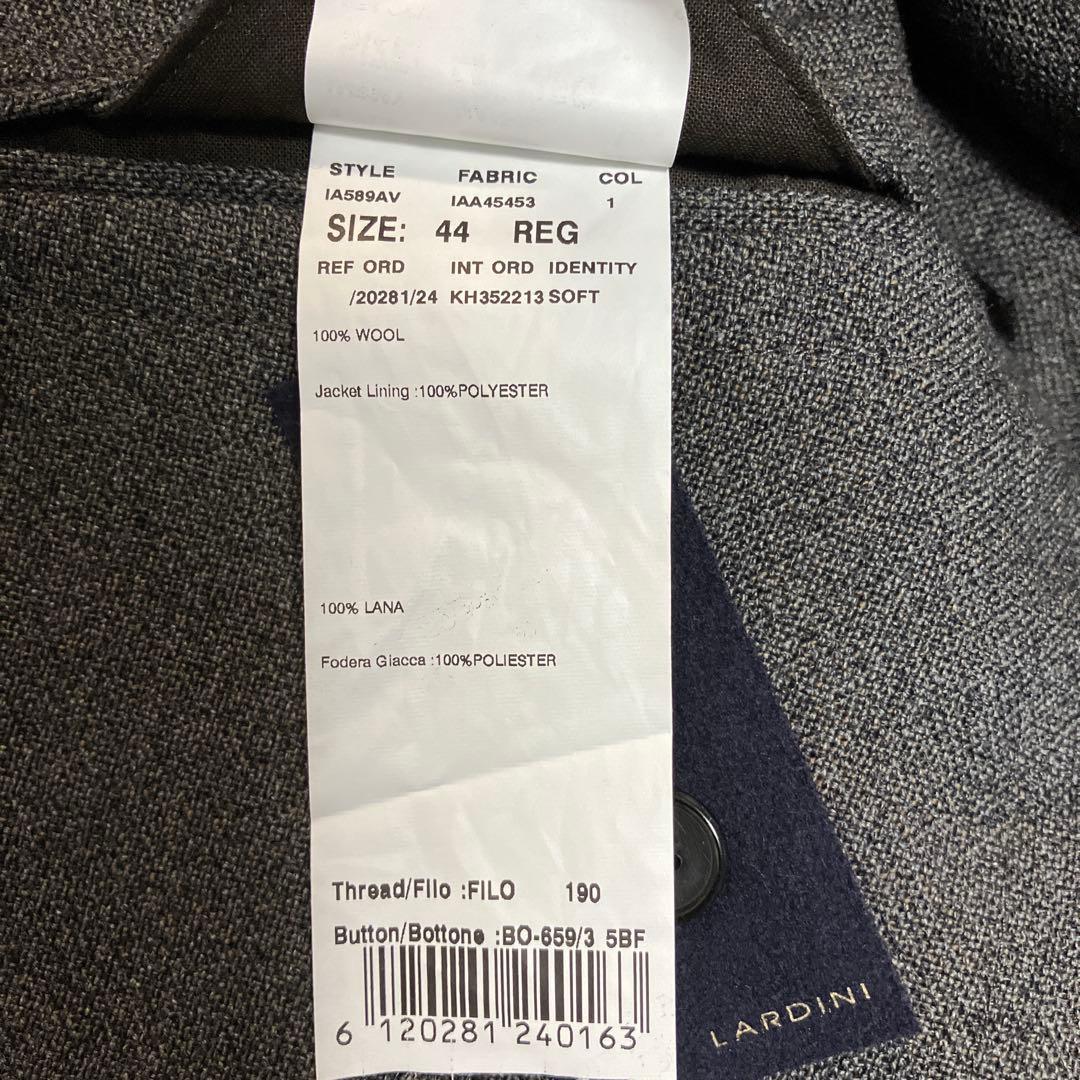 STYLE FABRIC COL
IA589AV IAA45453 1
SIZE: 44 REG
REF ORD INT ORD IDENTITY
/20281/24 KH352213 SOFT
100% WOOL
Jacket Lining :100%POLYESTER
100% LANA
Fodera Giacca :100%POLIESTER
Thread/Filo :FILO 190
Button/Bottone :BO-659/3 5BF
6 120281 240163
LARDINI